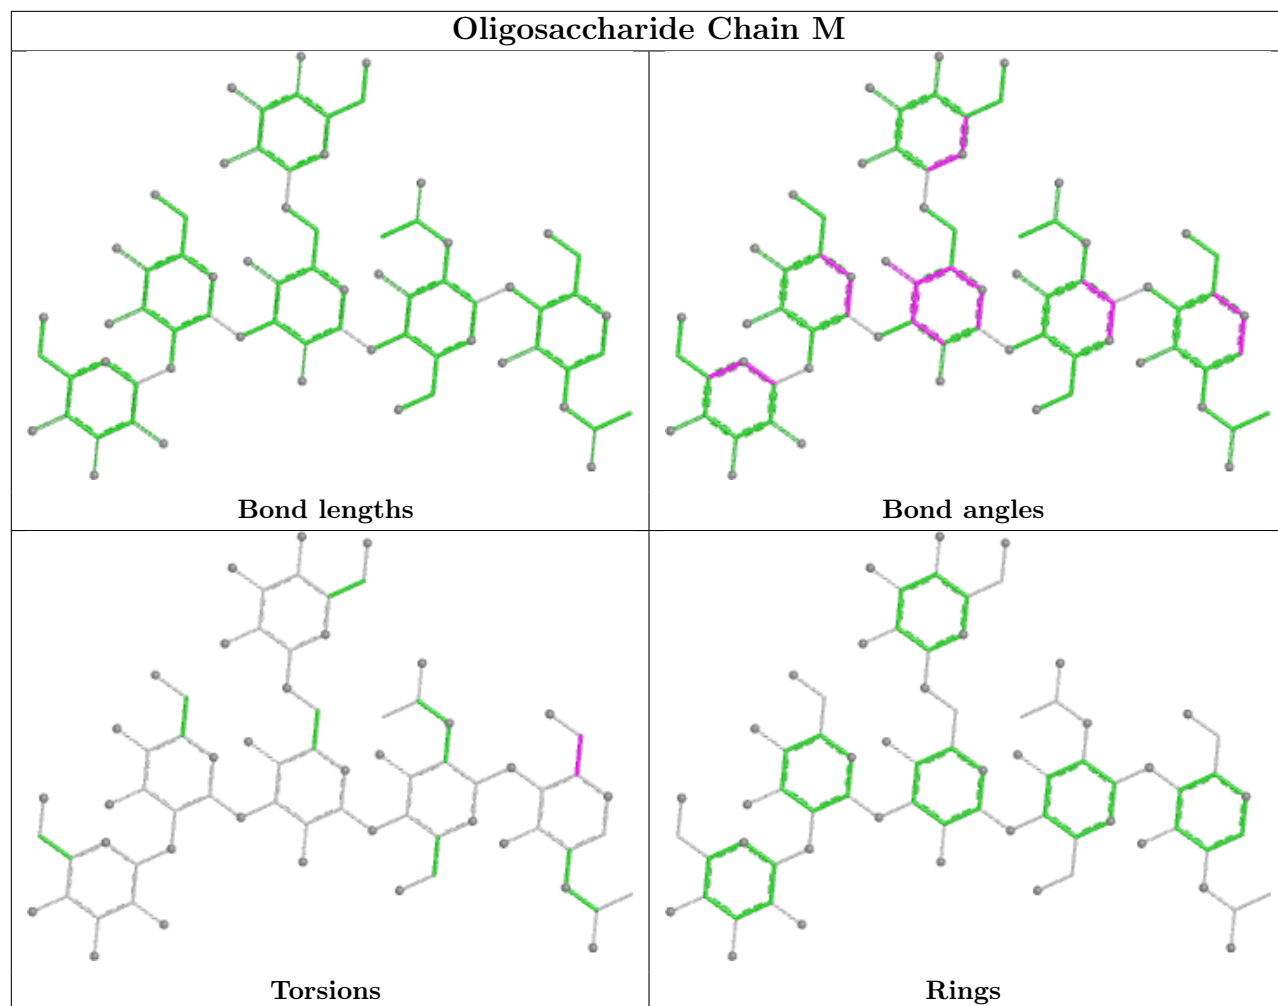 Oligosaccharide Chain M
Bond lengths
Bond angles
Torsions
Rings